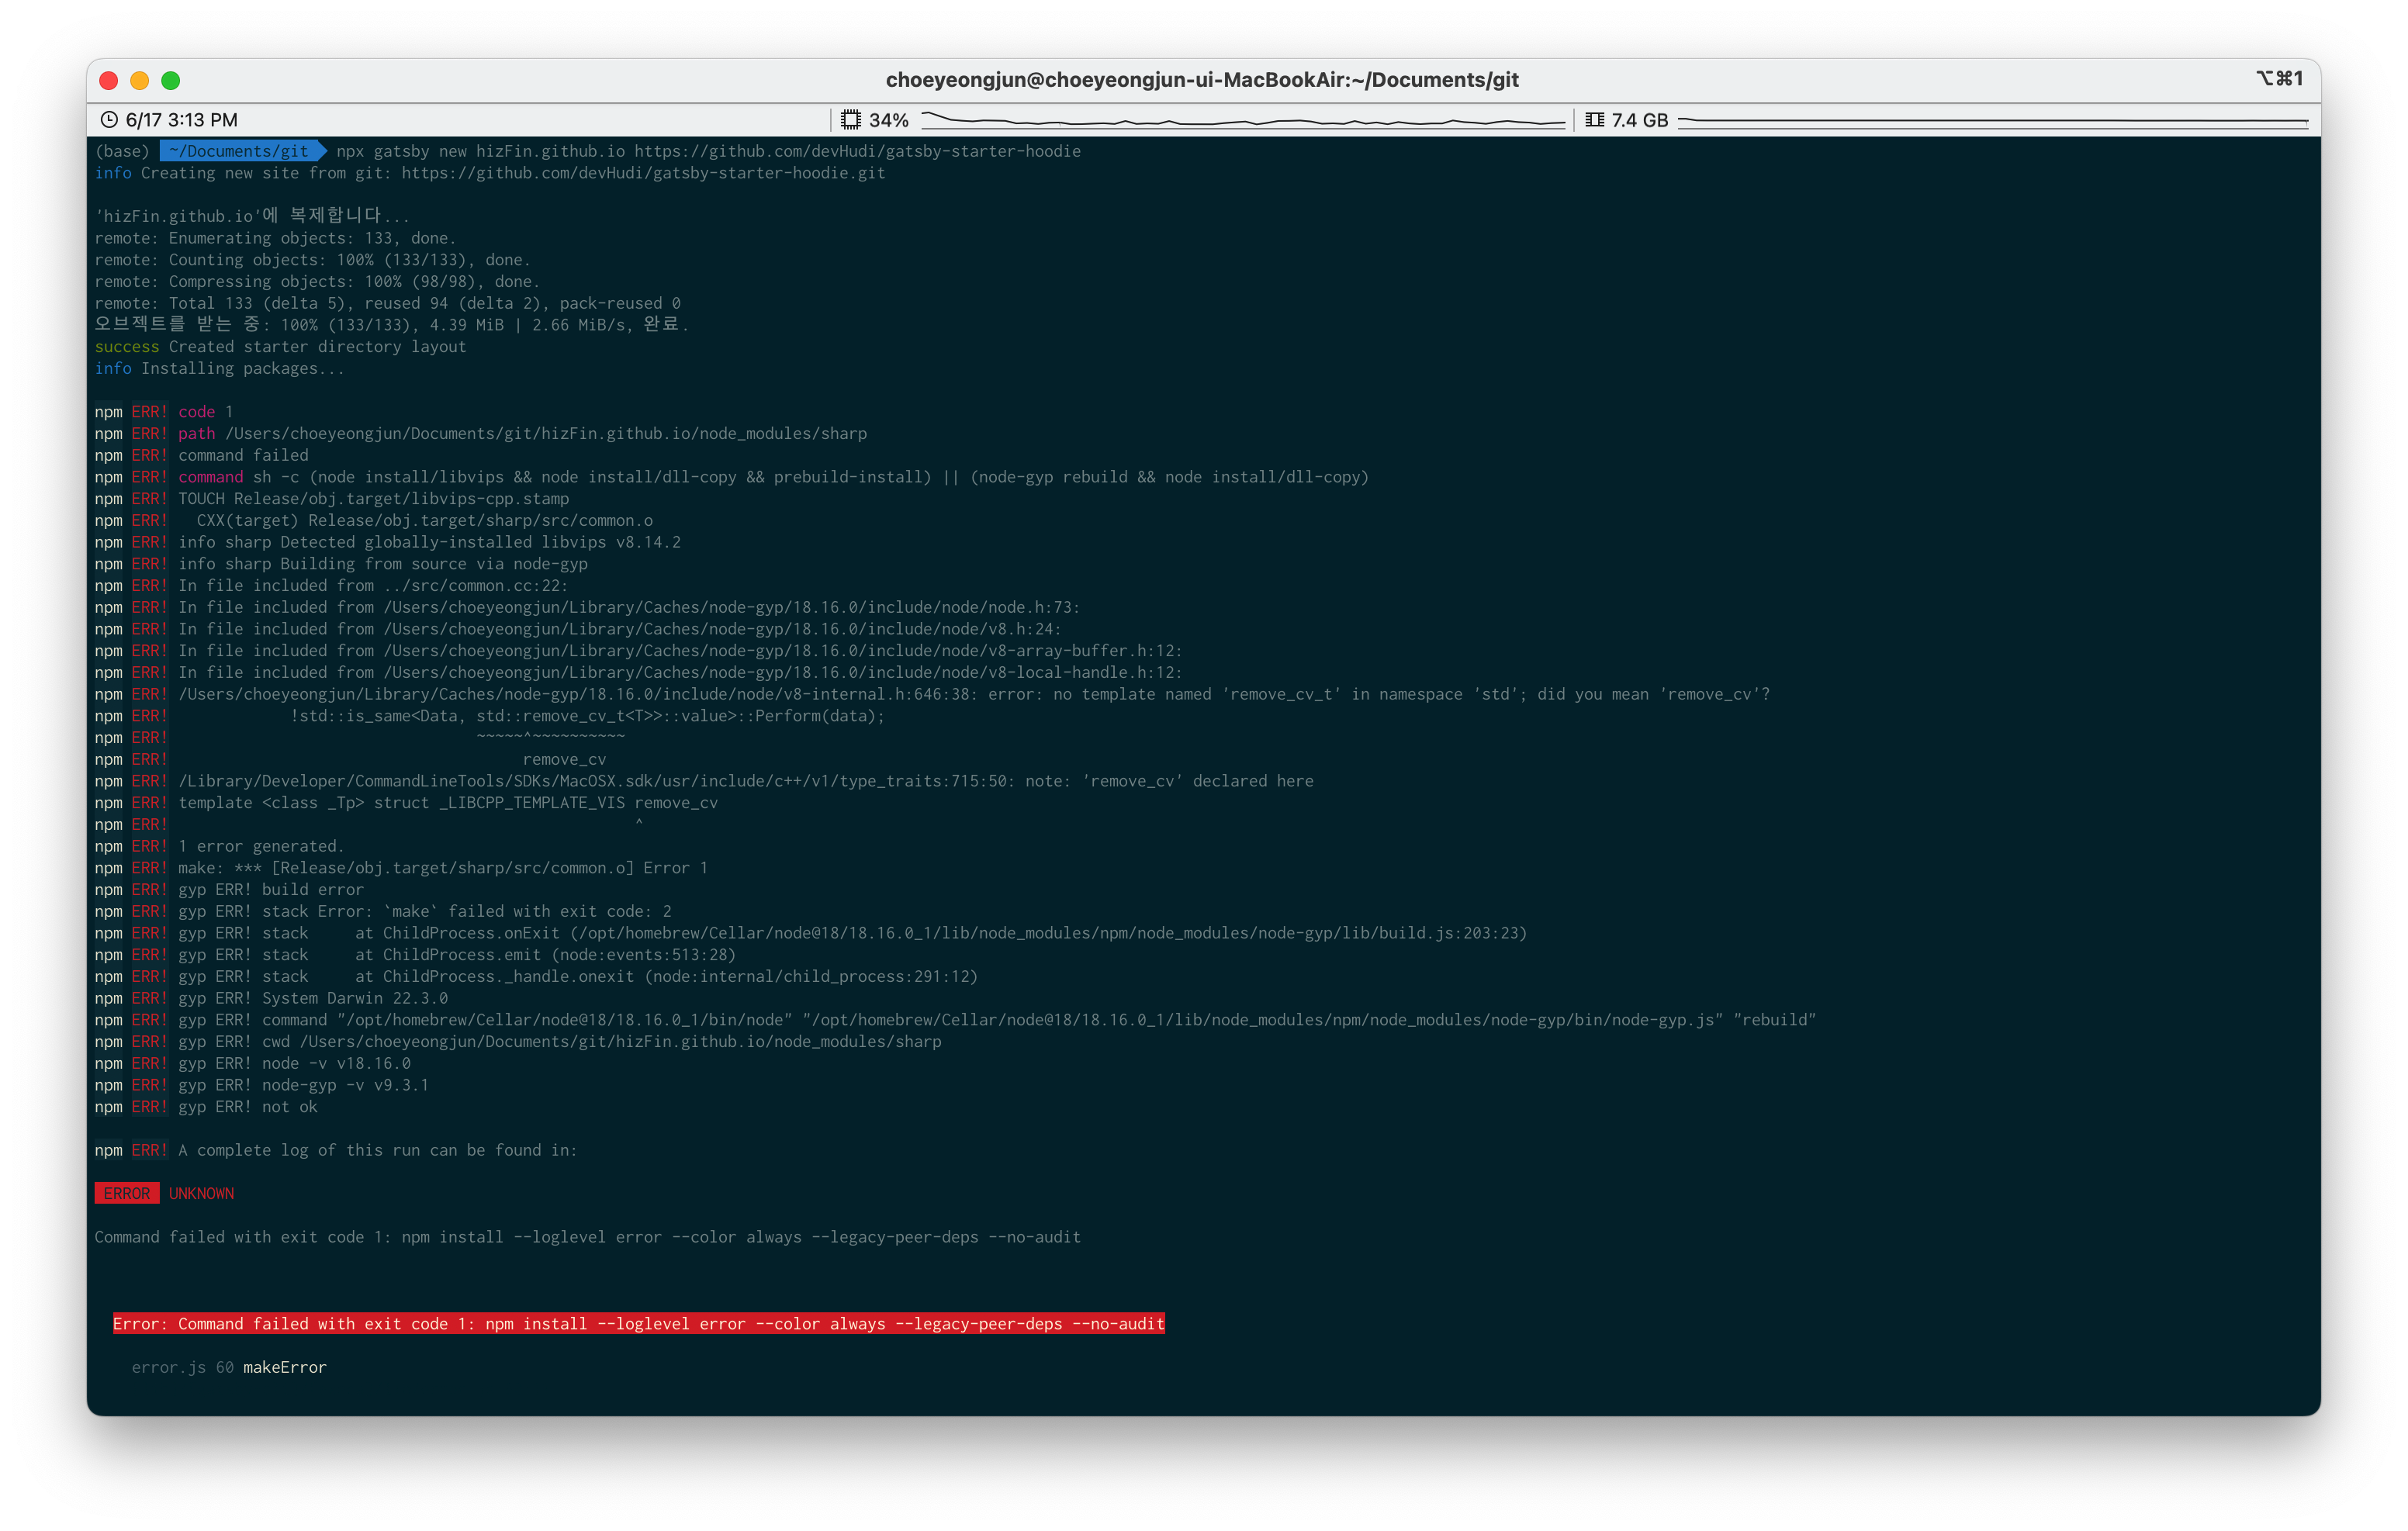 choeyeongjun@choeyeongjun-ui-MacBookAir:~/Documents/git
⌥⌘1
6/17 3:13 PM
34%
7.4 GB
(base) ~/Documents/git npx gatsby new hizFin.github.io https://github.com/devHudi/gatsby-starter-hoodie
info Creating new site from git: https://github.com/devHudi/gatsby-starter-hoodie.git
'hizFin.github.io'에 복제합니다...
remote: Enumerating objects: 133, done.
remote: Counting objects: 100% (133/133), done.
remote: Compressing objects: 100% (98/98), done.
remote: Total 133 (delta 5), reused 94 (delta 2), pack-reused 0
오브젝트를 받는 중: 100% (133/133), 4.39 MiB | 2.66 MiB/s, 완료.
success Created starter directory layout
info Installing packages...
npm ERR! code 1
npm ERR! path /Users/choeyeongjun/Documents/git/hizFin.github.io/node_modules/sharp
npm ERR! command failed
npm ERR! command sh -c (node install/libvips && node install/dll-copy && prebuild-install) || (node-gyp rebuild && node install/dll-copy)
npm ERR! TOUCH Release/obj.target/libvips-cpp.stamp
npm ERR!   CXX(target) Release/obj.target/sharp/src/common.o
npm ERR! info sharp Detected globally-installed libvips v8.14.2
npm ERR! info sharp Building from source via node-gyp
npm ERR! In file included from ../src/common.cc:22:
npm ERR! In file included from /Users/choeyeongjun/Library/Caches/node-gyp/18.16.0/include/node/node.h:73:
npm ERR! In file included from /Users/choeyeongjun/Library/Caches/node-gyp/18.16.0/include/node/v8.h:24:
npm ERR! In file included from /Users/choeyeongjun/Library/Caches/node-gyp/18.16.0/include/node/v8-array-buffer.h:12:
npm ERR! In file included from /Users/choeyeongjun/Library/Caches/node-gyp/18.16.0/include/node/v8-local-handle.h:12:
npm ERR! /Users/choeyeongjun/Library/Caches/node-gyp/18.16.0/include/node/v8-internal.h:646:38: error: no template named 'remove_cv_t' in namespace 'std'; did you mean 'remove_cv'?
npm ERR!             !std::is_same<Data, std::remove_cv_t<T>>::value>::Perform(data);
npm ERR!                                 ~~~~~^~~~~~~~~~~
npm ERR!                                      remove_cv
npm ERR! /Library/Developer/CommandLineTools/SDKs/MacOSX.sdk/usr/include/c++/v1/type_traits:715:50: note: 'remove_cv' declared here
npm ERR! template <class _Tp> struct _LIBCPP_TEMPLATE_VIS remove_cv
npm ERR!                                                  ^
npm ERR! 1 error generated.
npm ERR! make: *** [Release/obj.target/sharp/src/common.o] Error 1
npm ERR! gyp ERR! build error
npm ERR! gyp ERR! stack Error: `make` failed with exit code: 2
npm ERR! gyp ERR! stack     at ChildProcess.onExit (/opt/homebrew/Cellar/node@18/18.16.0_1/lib/node_modules/npm/node_modules/node-gyp/lib/build.js:203:23)
npm ERR! gyp ERR! stack     at ChildProcess.emit (node:events:513:28)
npm ERR! gyp ERR! stack     at ChildProcess._handle.onexit (node:internal/child_process:291:12)
npm ERR! gyp ERR! System Darwin 22.3.0
npm ERR! gyp ERR! command "/opt/homebrew/Cellar/node@18/18.16.0_1/bin/node" "/opt/homebrew/Cellar/node@18/18.16.0_1/lib/node_modules/npm/node_modules/node-gyp/bin/node-gyp.js" "rebuild"
npm ERR! gyp ERR! cwd /Users/choeyeongjun/Documents/git/hizFin.github.io/node_modules/sharp
npm ERR! gyp ERR! node -v v18.16.0
npm ERR! gyp ERR! node-gyp -v v9.3.1
npm ERR! gyp ERR! not ok
npm ERR! A complete log of this run can be found in:
ERROR UNKNOWN
Command failed with exit code 1: npm install --loglevel error --color always --legacy-peer-deps --no-audit
Error: Command failed with exit code 1: npm install --loglevel error --color always --legacy-peer-deps --no-audit
error.js 60 makeError